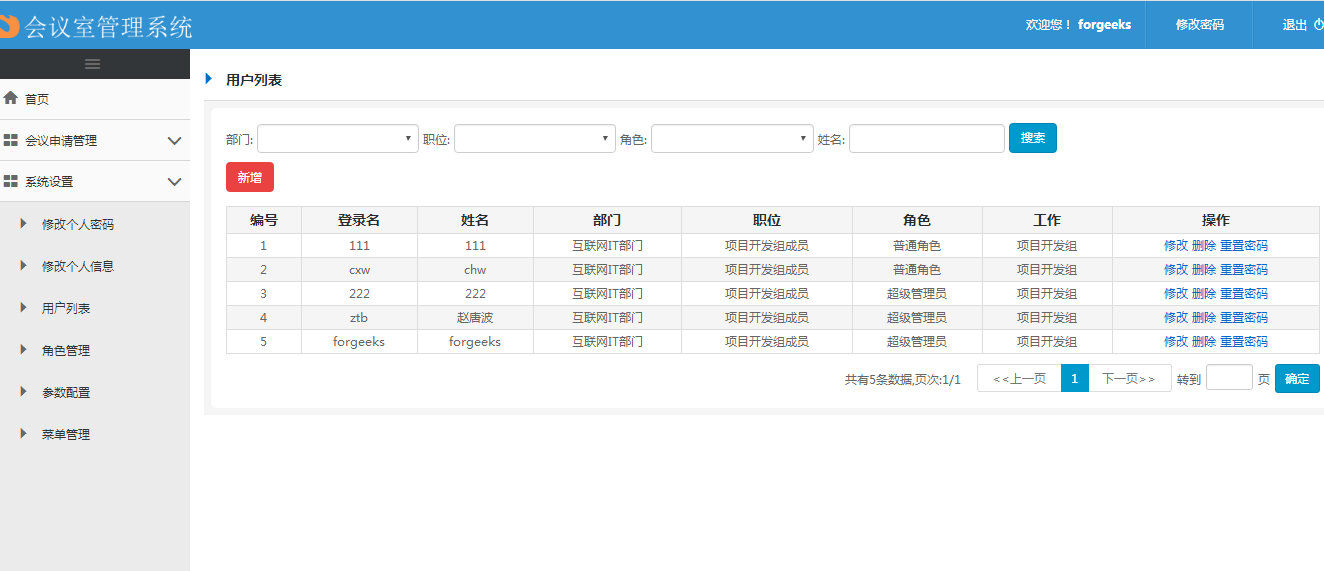 会议室管理系统
欢迎您！ forgeeks 修改密码 退出
首页
会议申请管理
系统设置
修改个人密码
修改个人信息
用户列表
角色管理
参数配置
菜单管理
用户列表
部门: 职位: 角色: 姓名: 搜索
新增
编号 登录名 姓名 部门 职位 角色 工作 操作
1 111 111 互联网IT部门 项目开发组成员 普通角色 项目开发组 修改 删除 重置密码
2 cxw chw 互联网IT部门 项目开发组成员 普通角色 项目开发组 修改 删除 重置密码
3 222 222 互联网IT部门 项目开发组成员 超级管理员 项目开发组 修改 删除 重置密码
4 ztb 赵唐波 互联网IT部门 项目开发组成员 超级管理员 项目开发组 修改 删除 重置密码
5 forgeeks forgeeks 互联网IT部门 项目开发组成员 超级管理员 项目开发组 修改 删除 重置密码
共有5条数据,页次:1/1 <<上一页 1 下一页>> 转到 页 确定